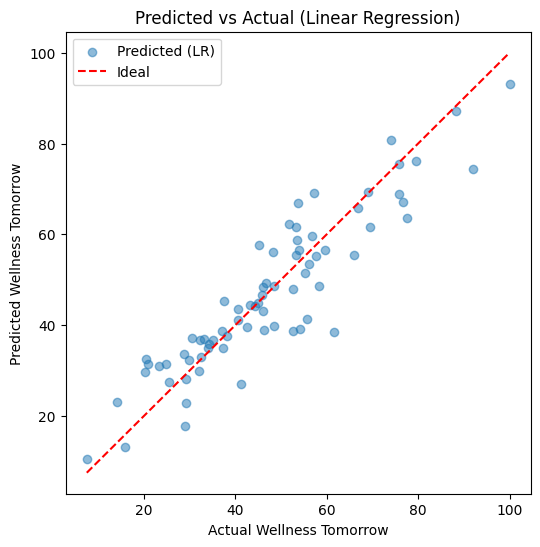 Predicted vs Actual (Linear Regression)
Predicted (LR)
Ideal
Predicted Wellness Tomorrow
100
80
60
40
20
20 40 60 80 100
Actual Wellness Tomorrow